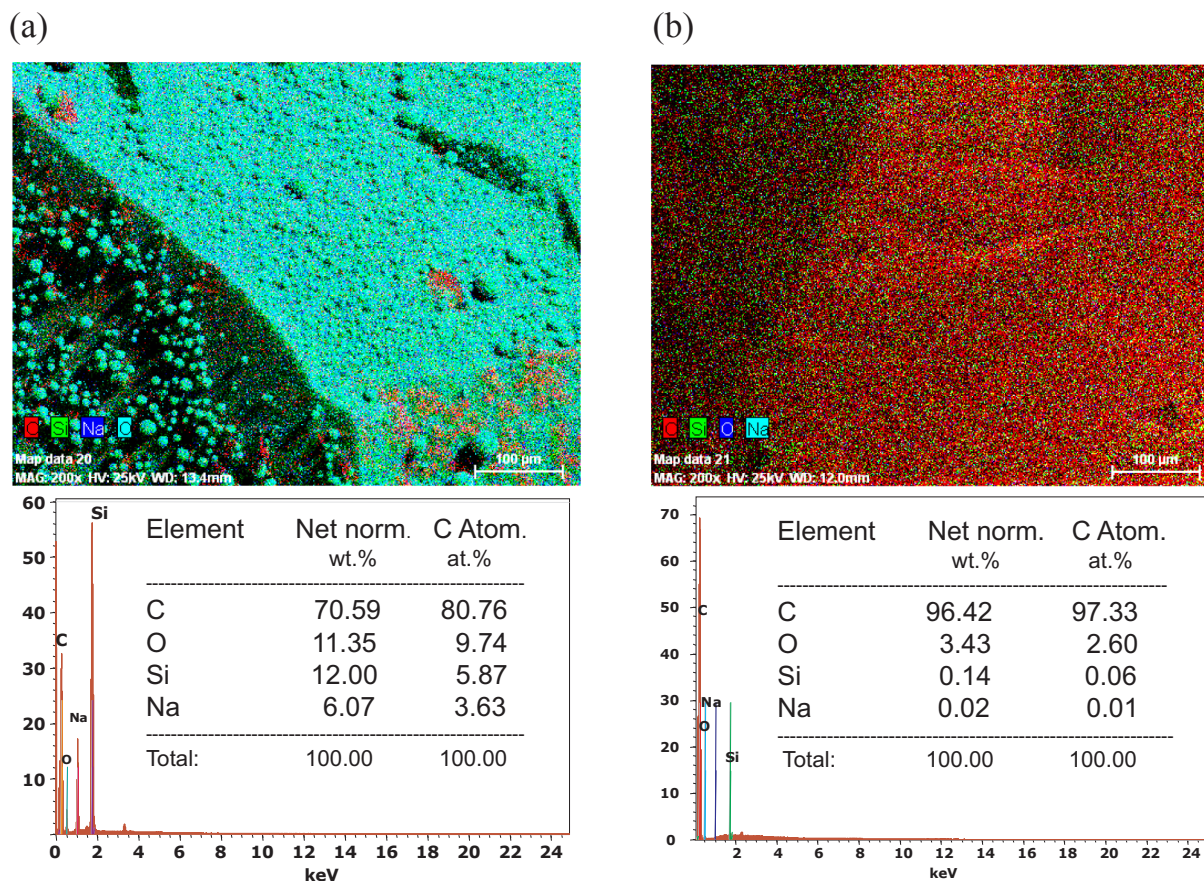 (a)
C Si Na O
Map data 20
100 µm
MAG: 200x HV: 25kV WD: 13.4mm
60
50
40
30
20
10
Si
C
Na
O
Element Net norm. C Atom.
wt.% at.%
C 70.59 80.76
O 11.35 9.74
Si 12.00 5.87
Na 6.07 3.63
Total: 100.00 100.00
0 2 4 6 8 10 12 14 16 18 20 22 24
keV
(b)
C Si O Na
Map data 21
100 µm
MAG: 200x HV: 25kV WD: 12.0mm
70
60
50
40
30
20
10
0
C
Na
O
Si
Element Net norm. C Atom.
wt.% at.%
C 96.42 97.33
O 3.43 2.60
Si 0.14 0.06
Na 0.02 0.01
Total: 100.00 100.00
2 4 6 8 10 12 14 16 18 20 22 24
keV